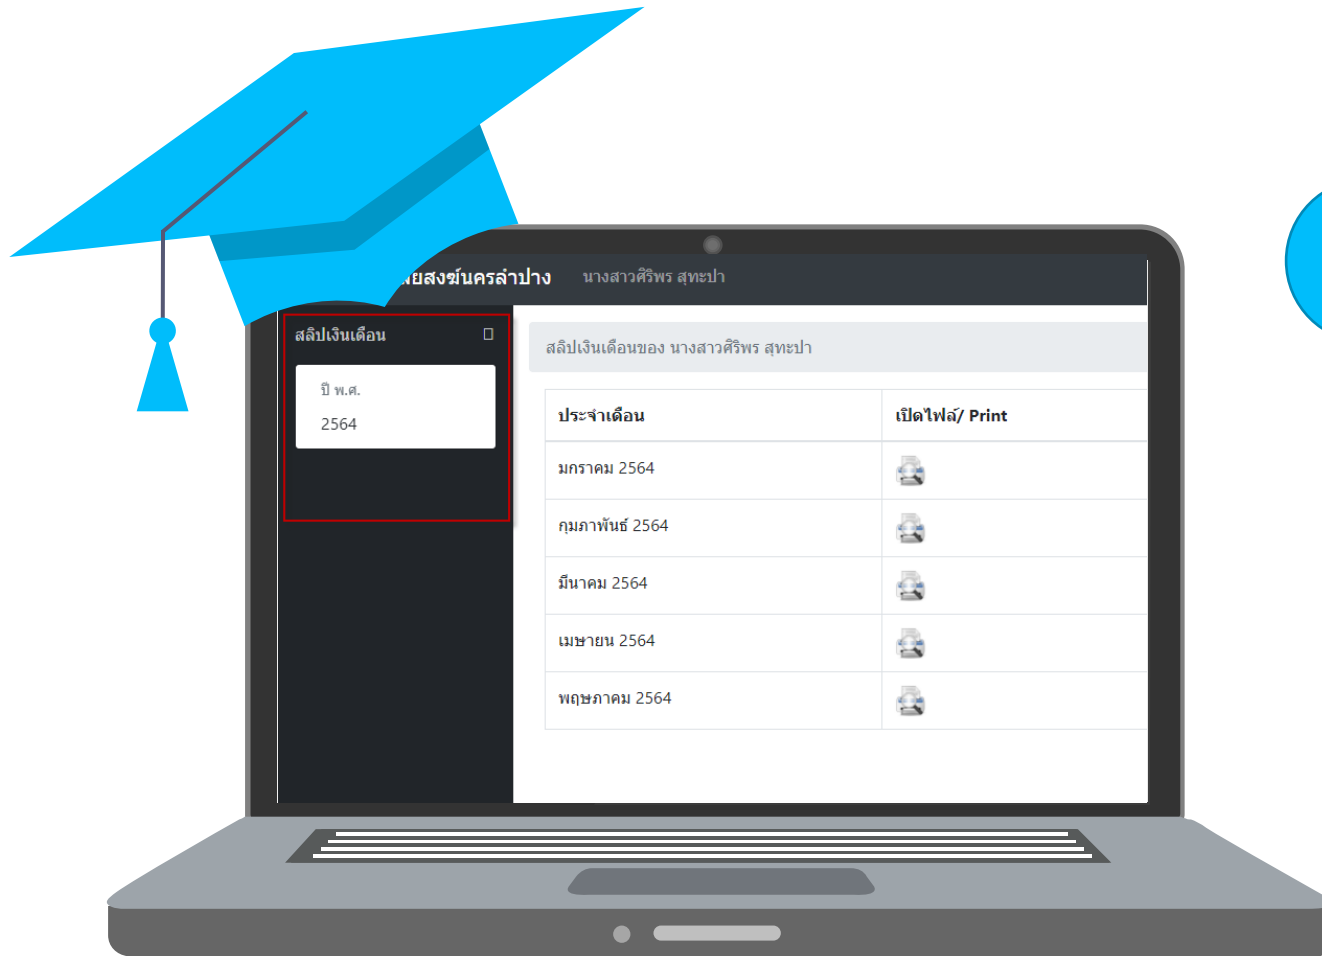 สงฆ์นครลำปาง นางสาวศิริพร สุทะปา
สลิปเงินเดือน
ปี พ.ศ.
2564
สลิปเงินเดือนของ นางสาวศิริพร สุทะปา
ประจำเดือน เปิดไฟล์/ Print
มกราคม 2564
กุมภาพันธ์ 2564
มีนาคม 2564
เมษายน 2564
พฤษภาคม 2564